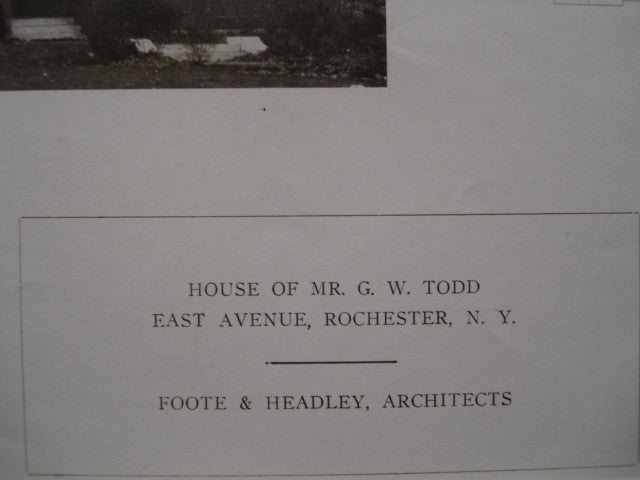 HOUSE OF MR. G. W. TODD
EAST AVENUE, ROCHESTER, N. Y.
FOOTE & HEADLEY, ARCHITECTS